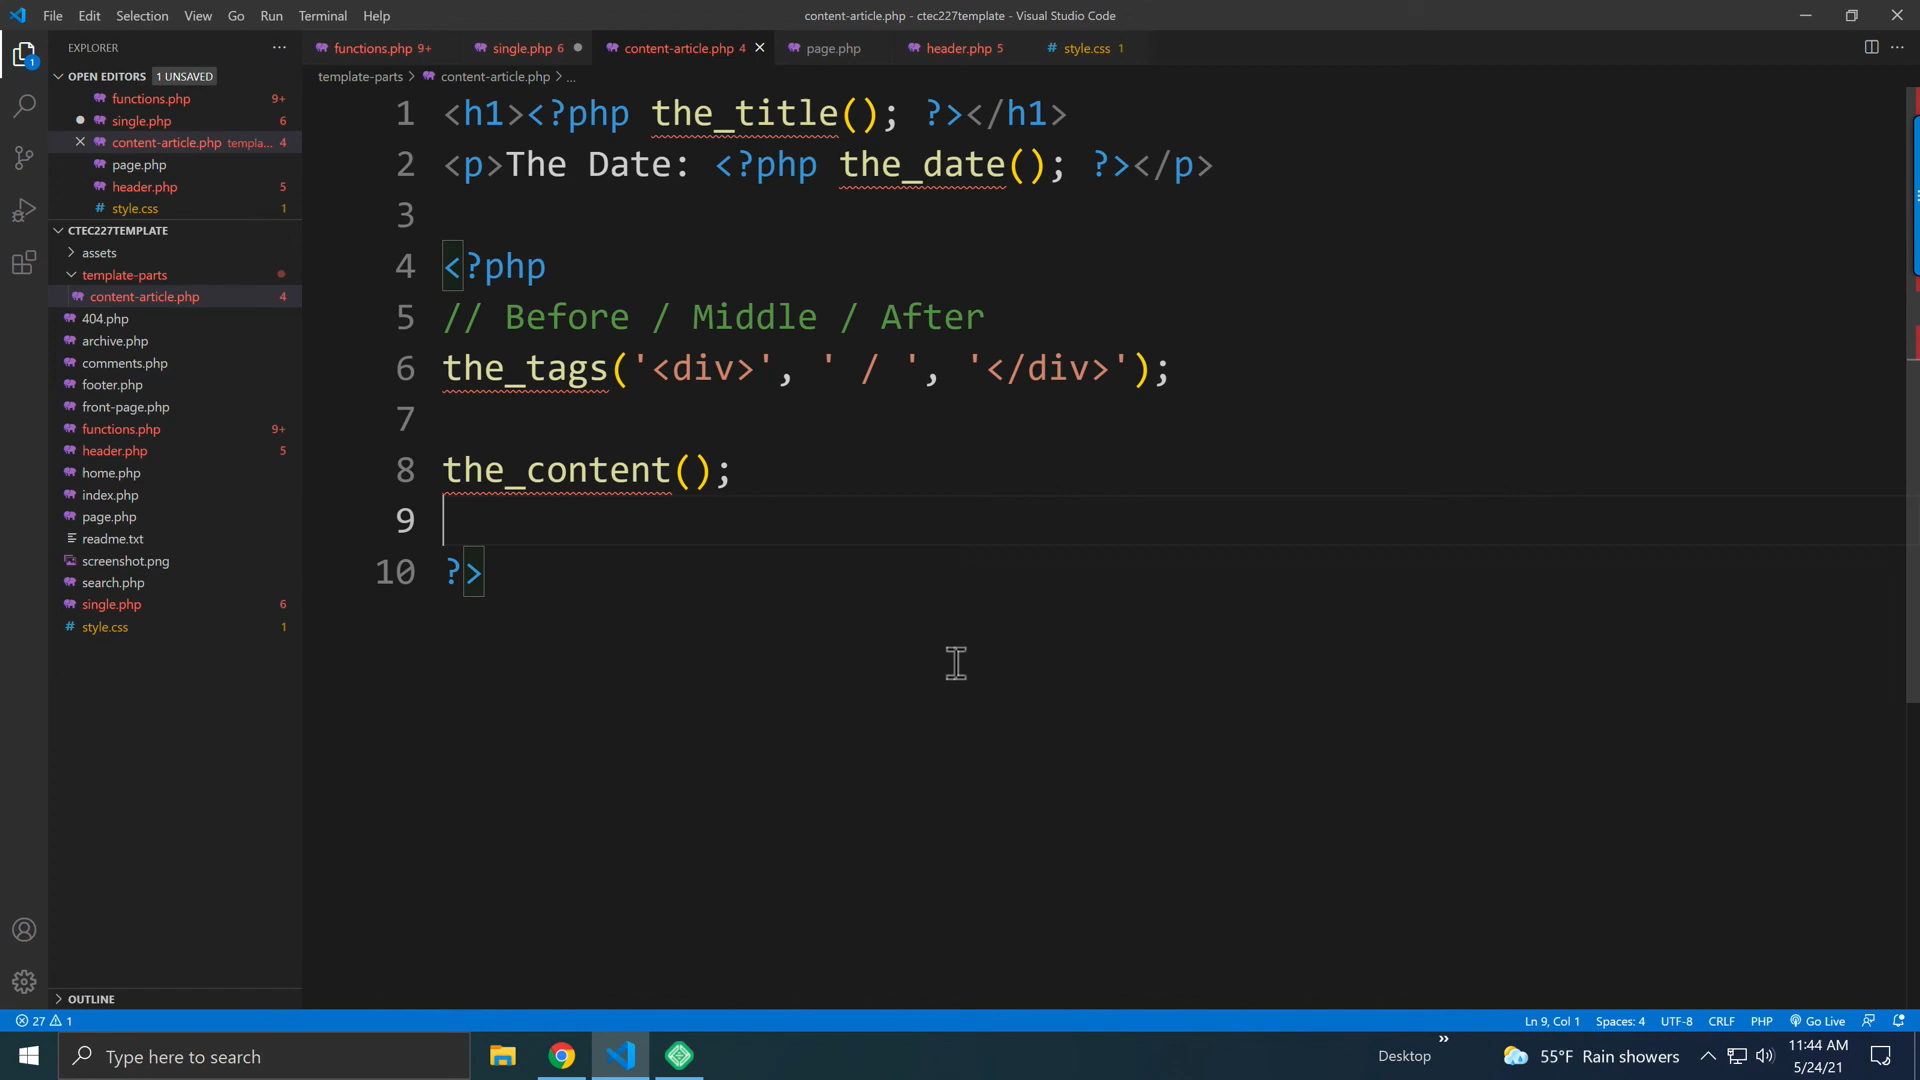 File Edit Selection View Go Run Terminal Help
content-article.php - ctec227template - Visual Studio Code
EXPLORER
OPEN EDITORS 1 UNSAVED
functions.php 9+
single.php 6
content-article.php templa... 4
page.php
header.php 5
style.css 1
CTEC227TEMPLATE
assets
template-parts
content-article.php 4
404.php
archive.php
comments.php
footer.php
front-page.php
functions.php 9+
header.php 5
home.php
index.php
page.php
readme.txt
screenshot.png
search.php
single.php 6
style.css 1
OUTLINE
functions.php 9+ single.php 6 content-article.php 4 page.php header.php 5 style.css 1
template-parts > content-article.php > ...
1 <h1><?php the_title(); ?></h1>
2 <p>The Date: <?php the_date(); ?></p>
3
4 <?php
5 // Before / Middle / After
6 the_tags('<div>', ' / ', '</div>');
7
8 the_content();
9
10 ?>
27 1
Ln 9, Col 1 Spaces: 4 UTF-8 CRLF PHP Go Live
Type here to search
Desktop
55°F Rain showers
11:44 AM
5/24/21
1